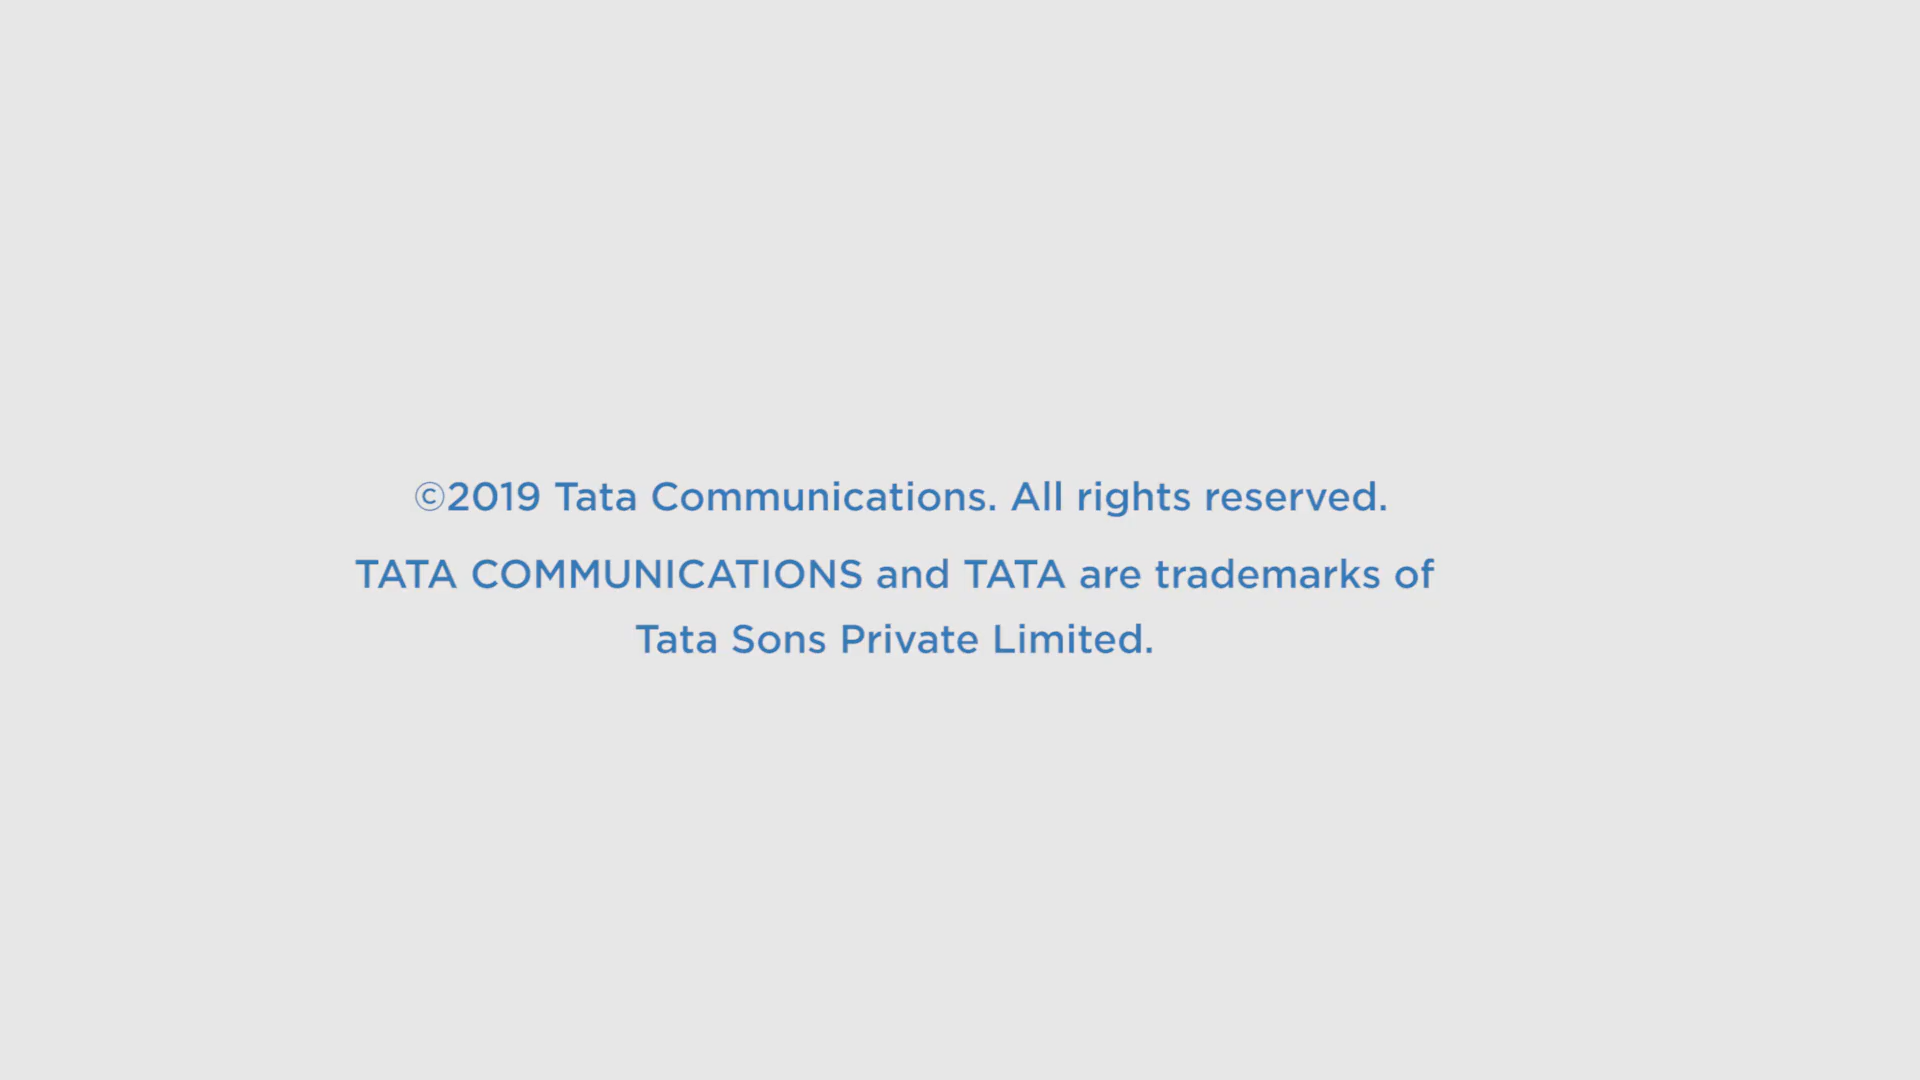 ©2019 Tata Communications. All rights reserved.
TATA COMMUNICATIONS and TATA are trademarks of
Tata Sons Private Limited.